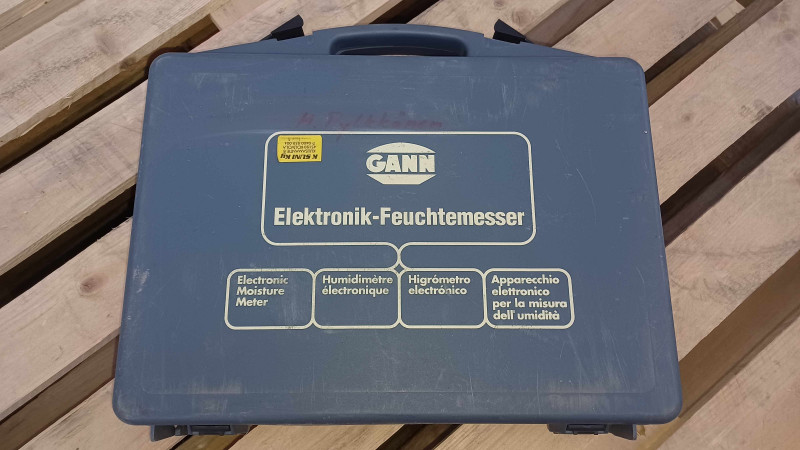 GANN
Elektronik-Feuchtemesser
Electronic
Moisture
Meter
Humidimètre
électronique
Higrómetro
electrónico
Apparecchio
elettronico
per la misura
dell' umidità